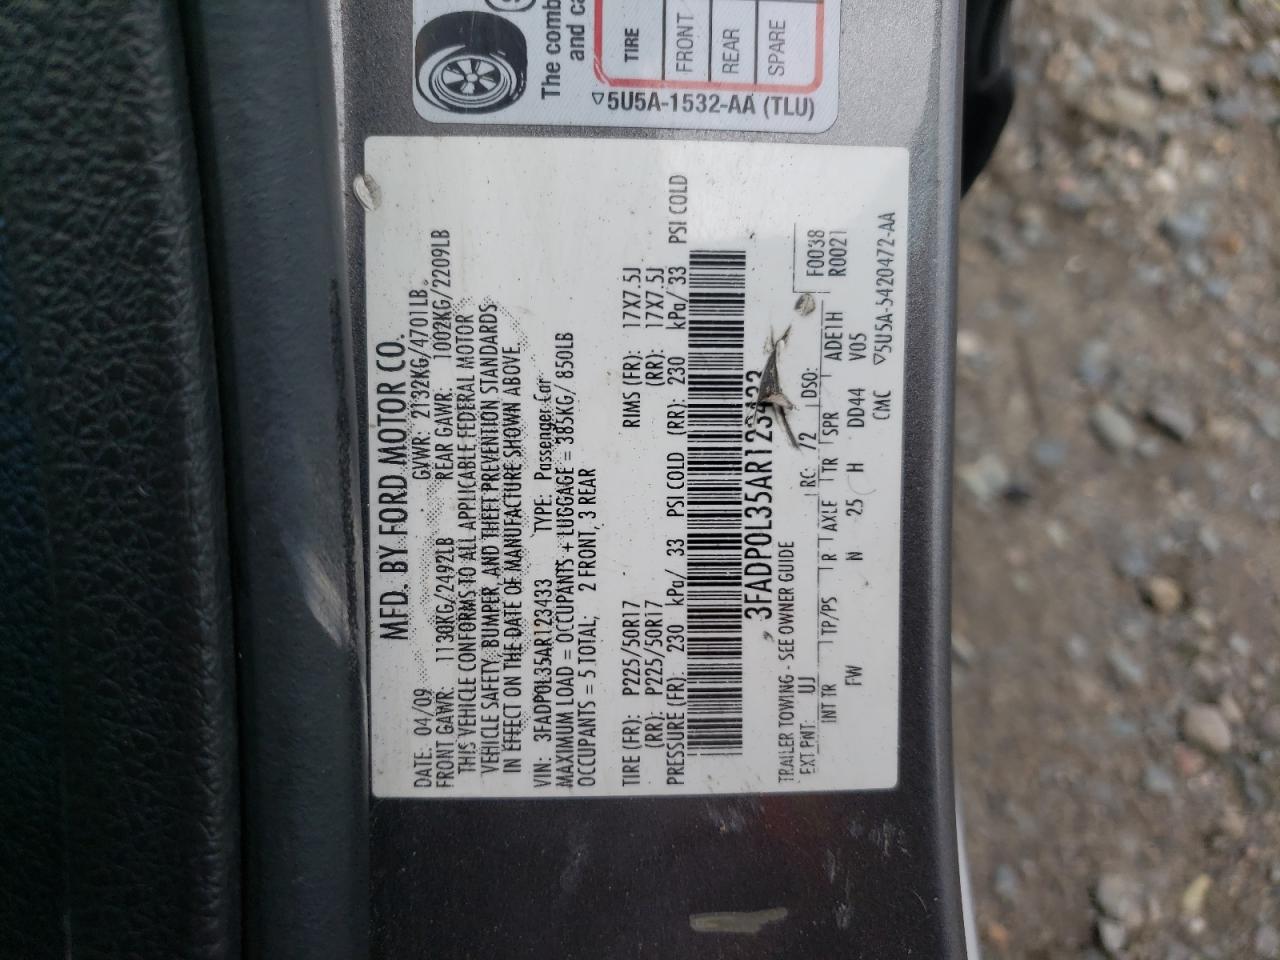 The comb
and ca
TIRE
FRONT
REAR
SPARE
▽5U5A-1532-AA (TLU)
MFD. BY FORD MOTOR CO.
DATE: 04/09 GVWR: 2132KG/4701LB
FRONT GAWR: 1130KG/2492LB REAR GAWR: 1002KG/2209LB
THIS VEHICLE CONFORMS TO ALL APPLICABLE FEDERAL MOTOR
VEHICLE SAFETY, BUMPER, AND THEFT PREVENTION STANDARDS
IN EFFECT ON THE DATE OF MANUFACTURE SHOWN ABOVE.
VIN: 3FADP0L35AR123433 TYPE: Passenger Car
MAXIMUM LOAD = OCCUPANTS + LUGGAGE = 385KG/ 850LB
OCCUPANTS = 5 TOTAL; 2 FRONT, 3 REAR
TIRE (FR): P225/50R17 RIMS (FR): 17X7.5J
(RR): P225/50R17 (RR): 17X7.5J
PRESSURE (FR): 230 kPa/ 33 PSI COLD (RR): 230 kPa/ 33 PSI COLD
3FADP0L35AR123433
TRAILER TOWING - SEE OWNER GUIDE
EXT PNT: UJ RC: 72 DSO: F0038
R0021
INT TR TP/PS R AXLE TR SPR ADE1H
FW N 25 H DD44 V05
CMC ▽5U5A-5420472-AA